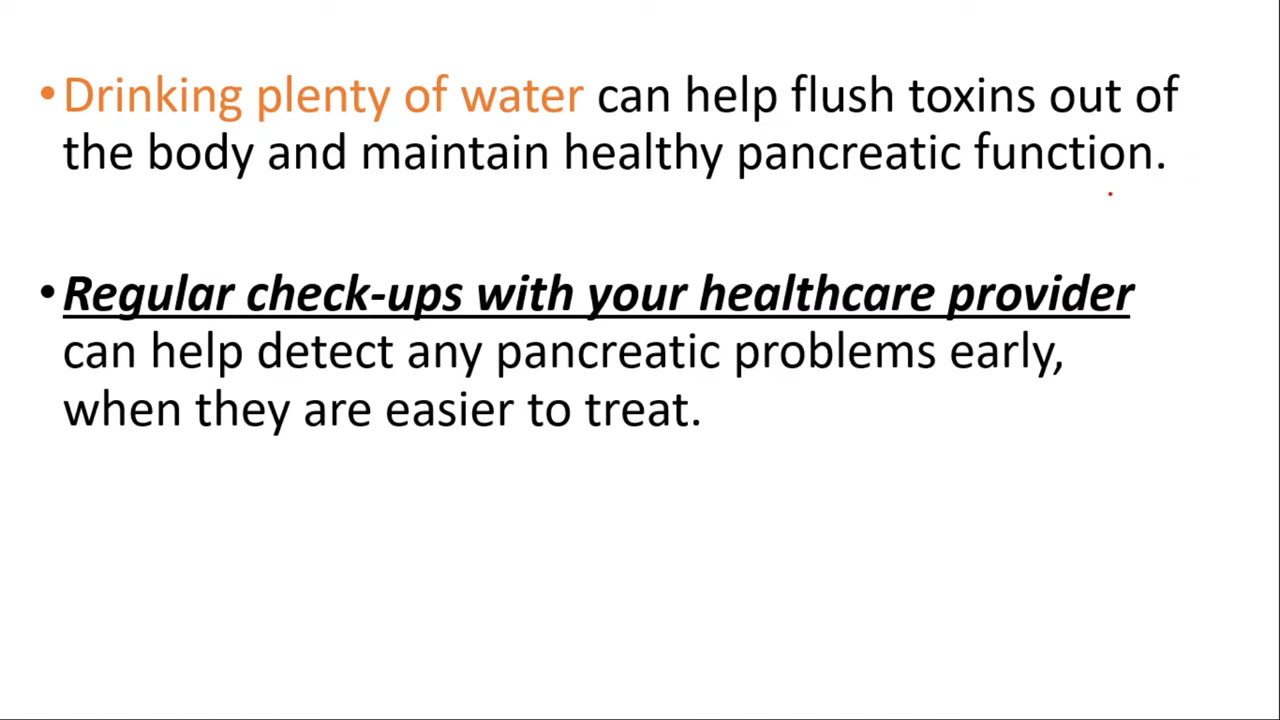 •Drinking plenty of water can help flush toxins out of
the body and maintain healthy pancreatic function.
•Regular check-ups with your healthcare provider
can help detect any pancreatic problems early,
when they are easier to treat.